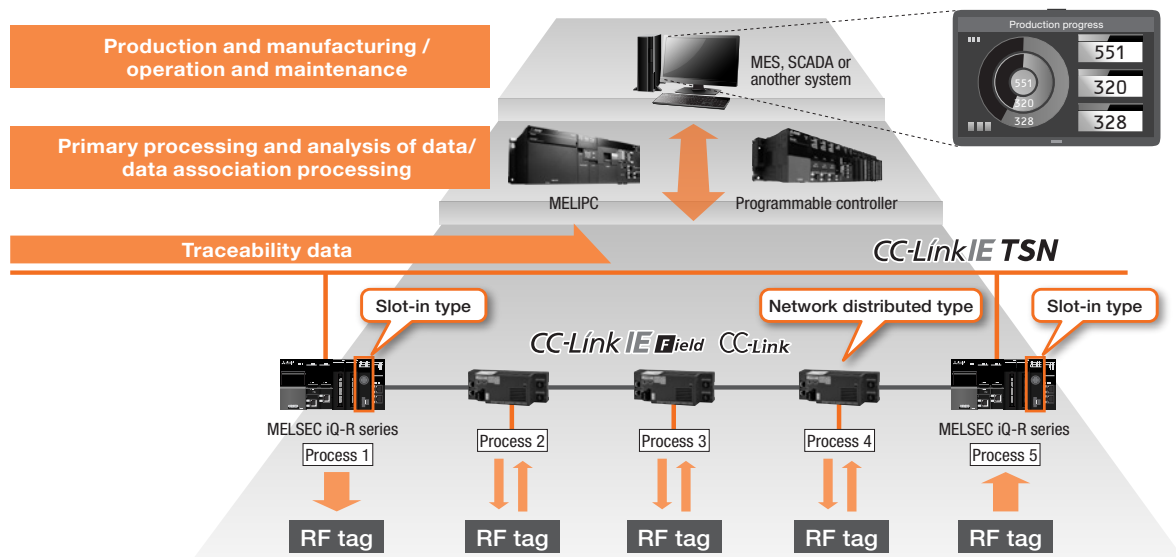 Production and manufacturing /
operation and maintenance
MES, SCADA or
another system
Production progress
551
320
328
551
320
328
Primary processing and analysis of data/
data association processing
MELIPC
Programmable controller
Traceability data
CC-Link IE TSN
Slot-in type
Network distributed type
Slot-in type
CC-Link IE Field CC-Link
MELSEC iQ-R series
MELSEC iQ-R series
Process 1
Process 2
Process 3
Process 4
Process 5
RF tag
RF tag
RF tag
RF tag
RF tag